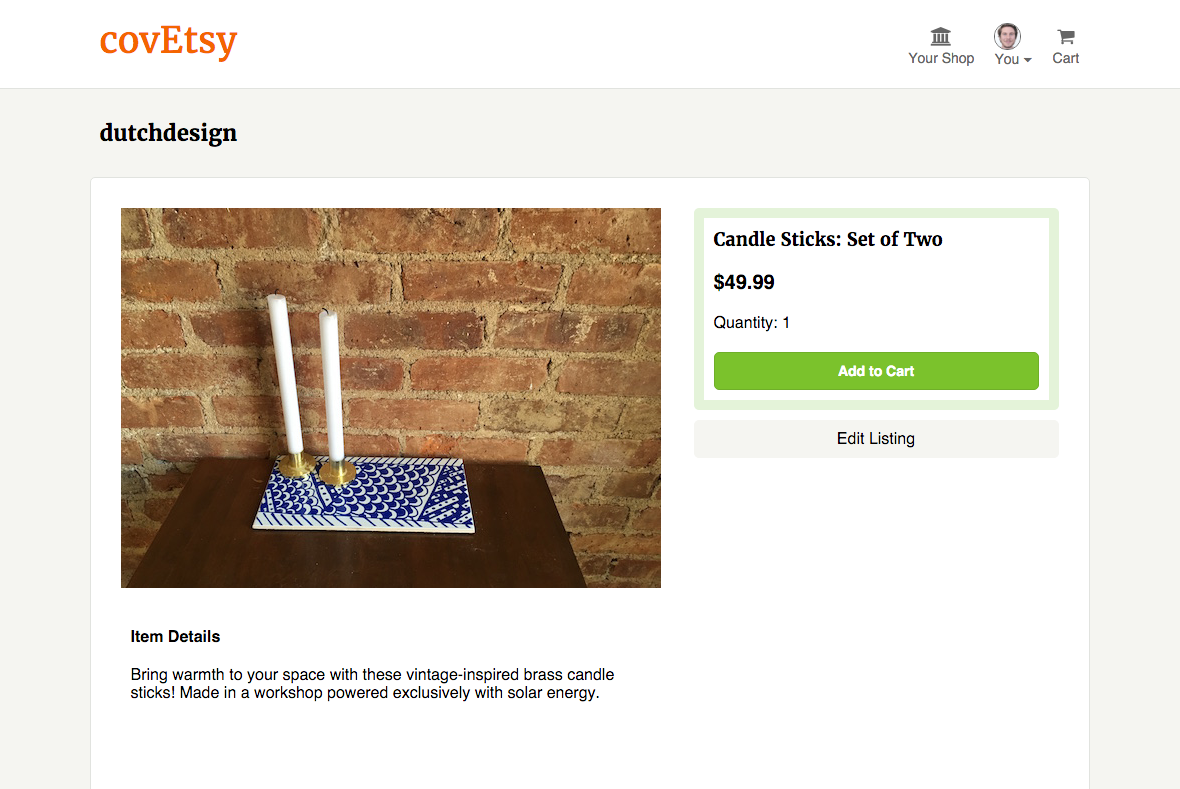 covEtsy
Your Shop
You
Cart
dutchdesign
Candle Sticks: Set of Two
$49.99
Quantity: 1
Add to Cart
Edit Listing
Item Details
Bring warmth to your space with these vintage-inspired brass candle
sticks! Made in a workshop powered exclusively with solar energy.